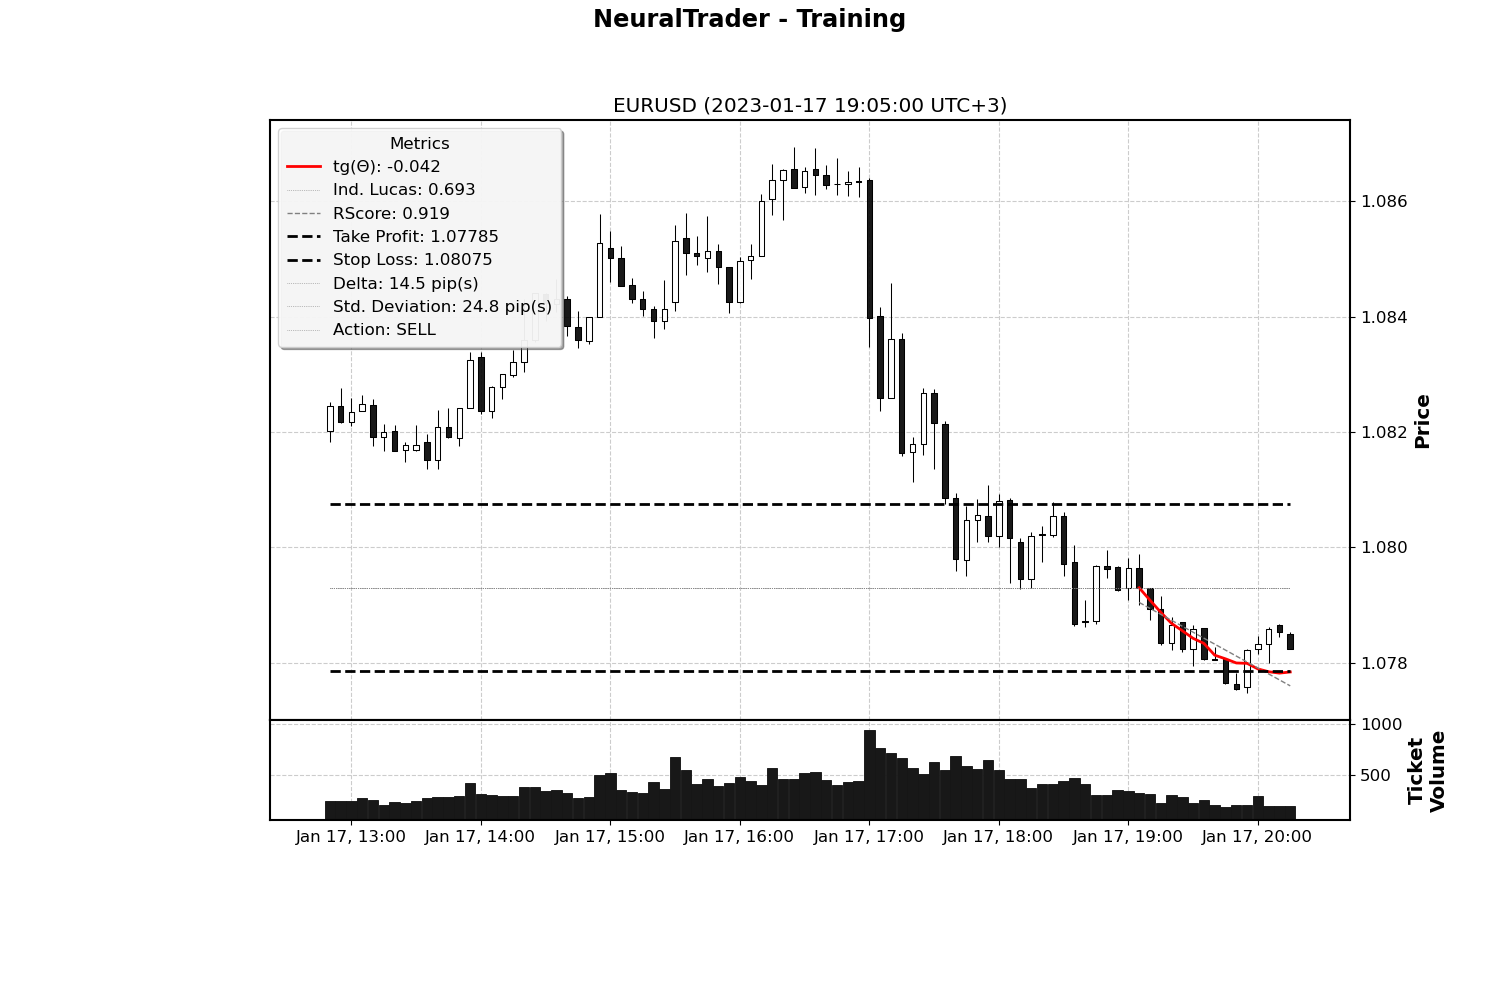 NeuralTrader - Training
EURUSD (2023-01-17 19:05:00 UTC+3)
Metrics
tg(Θ): -0.042
Ind. Lucas: 0.693
RScore: 0.919
Take Profit: 1.07785
Stop Loss: 1.08075
Delta: 14.5 pip(s)
Std. Deviation: 24.8 pip(s)
Action: SELL
1.086
1.084
1.082
1.080
1.078
Price
1000
500
Ticket
Volume
Jan 17, 13:00 Jan 17, 14:00 Jan 17, 15:00 Jan 17, 16:00 Jan 17, 17:00 Jan 17, 18:00 Jan 17, 19:00 Jan 17, 20:00